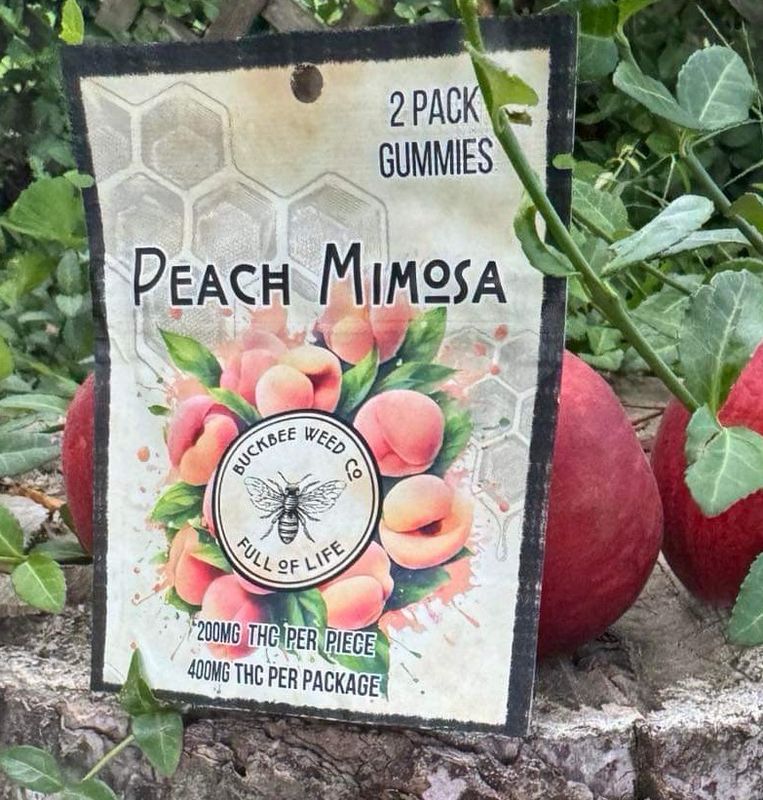 2 PACK
GUMMIES
PEACH MIMOSA
BUCKBEE WEED CO
FULL OF LIFE
200MG THC PER PIECE
400MG THC PER PACKAGE